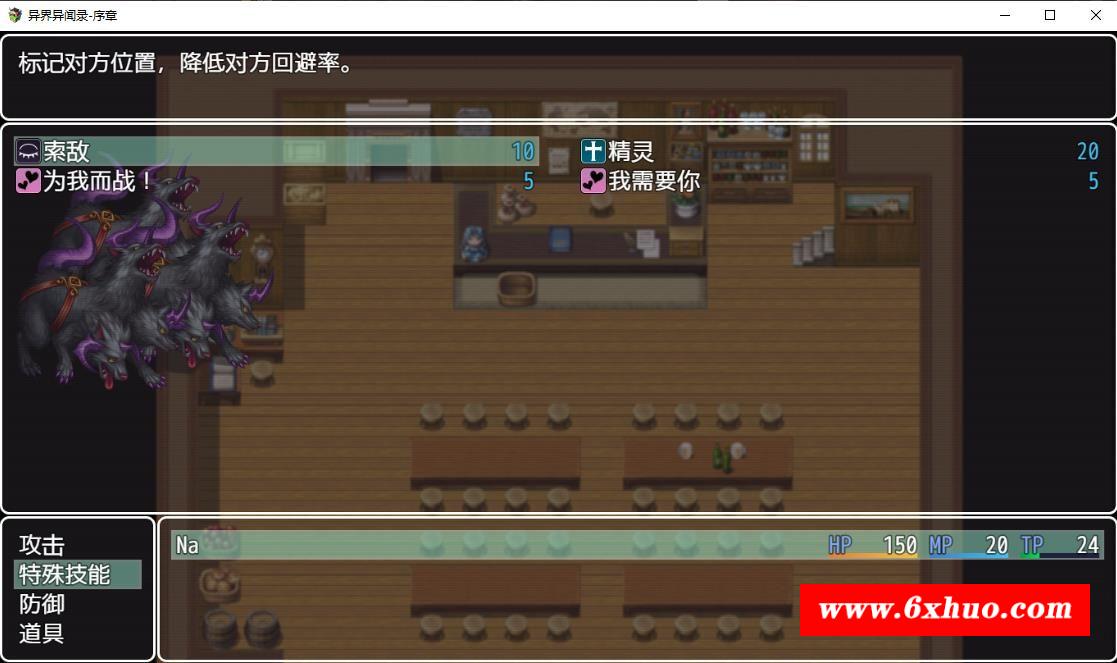 异界异闻录-序章
标记对方位置，降低对方回避率。
索敌 10 精灵 20
为我而战！ 5 我需要你 5
攻击
特殊技能
防御
道具
Na HP 150 MP 20 TP 24
www.6xhuo.com